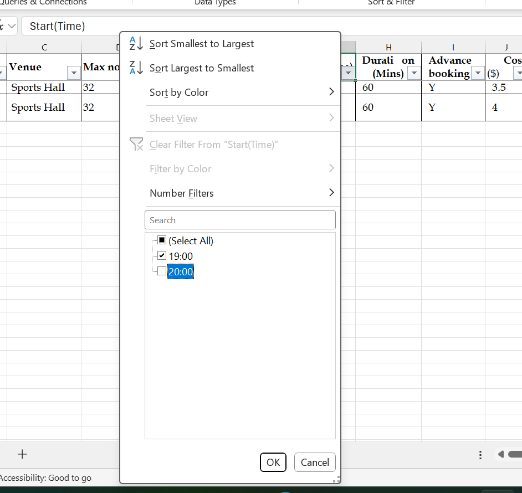 Queries & Connections
Data Types
Sort & Filter
Start(Time)
C
H
I
J
Venue
Max no
Durati on
(Mins)
Advance
booking
Cos
($)
Sports Hall
32
60
Y
3.5
Sports Hall
32
60
Y
4
Sort Smallest to Largest
Sort Largest to Smallest
Sort by Color
Sheet View
Clear Filter From "Start(Time)"
Filter by Color
Number Filters
Search
(Select All)
19:00
20:00
OK
Cancel
Accessibility: Good to go